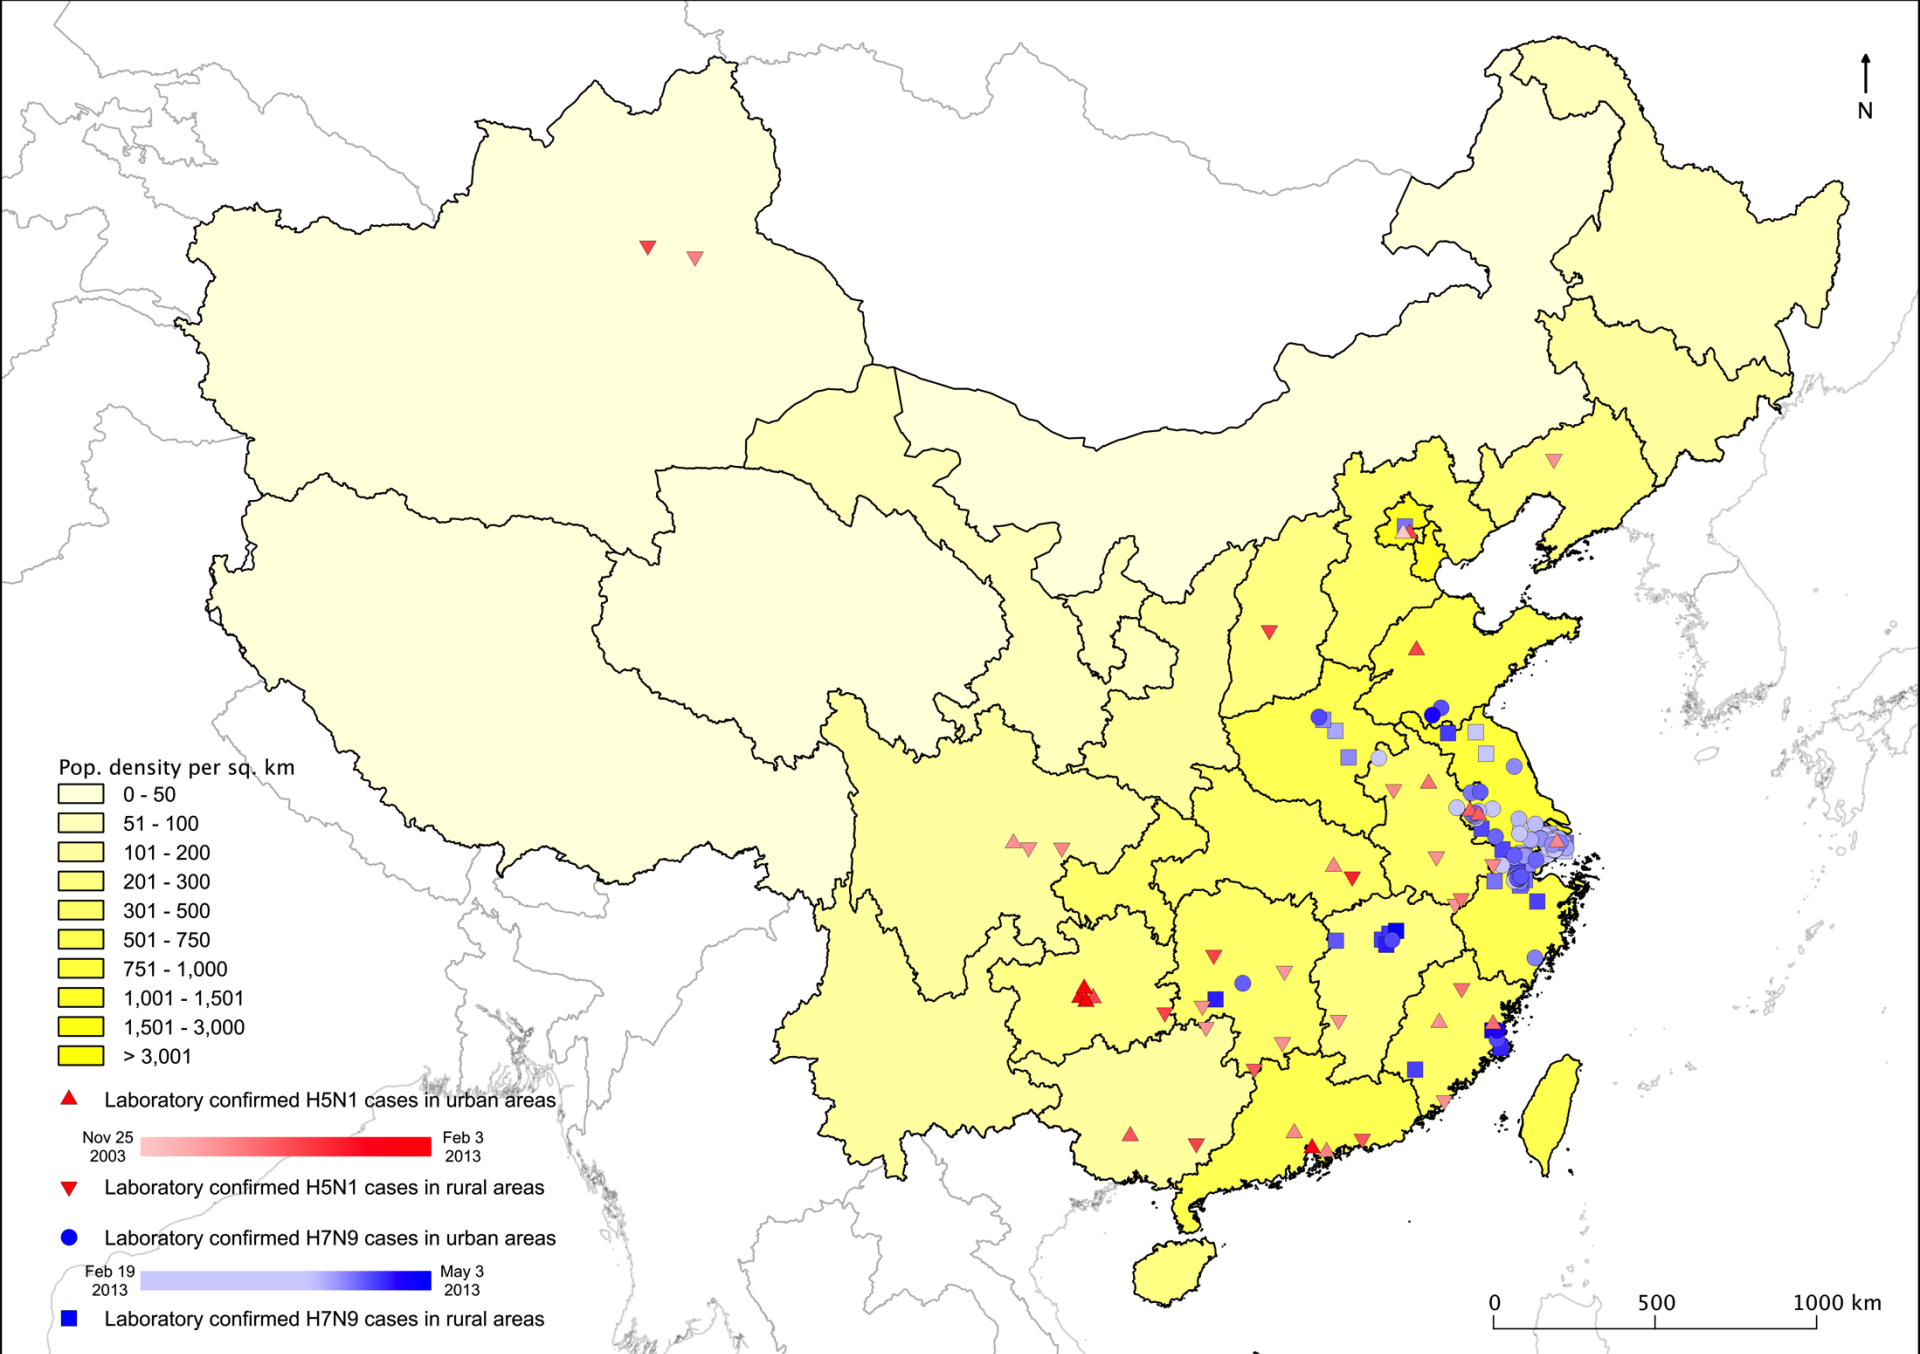 N
Pop. density per sq. km
0 - 50
51 - 100
101 - 200
201 - 300
301 - 500
501 - 750
751 - 1,000
1,001 - 1,501
1,501 - 3,000
> 3,001
Laboratory confirmed H5N1 cases in urban areas
Nov 25 Feb 3
2003 2013
Laboratory confirmed H5N1 cases in rural areas
Laboratory confirmed H7N9 cases in urban areas
Feb 19 May 3
2013 2013
Laboratory confirmed H7N9 cases in rural areas
0 500 1000 km